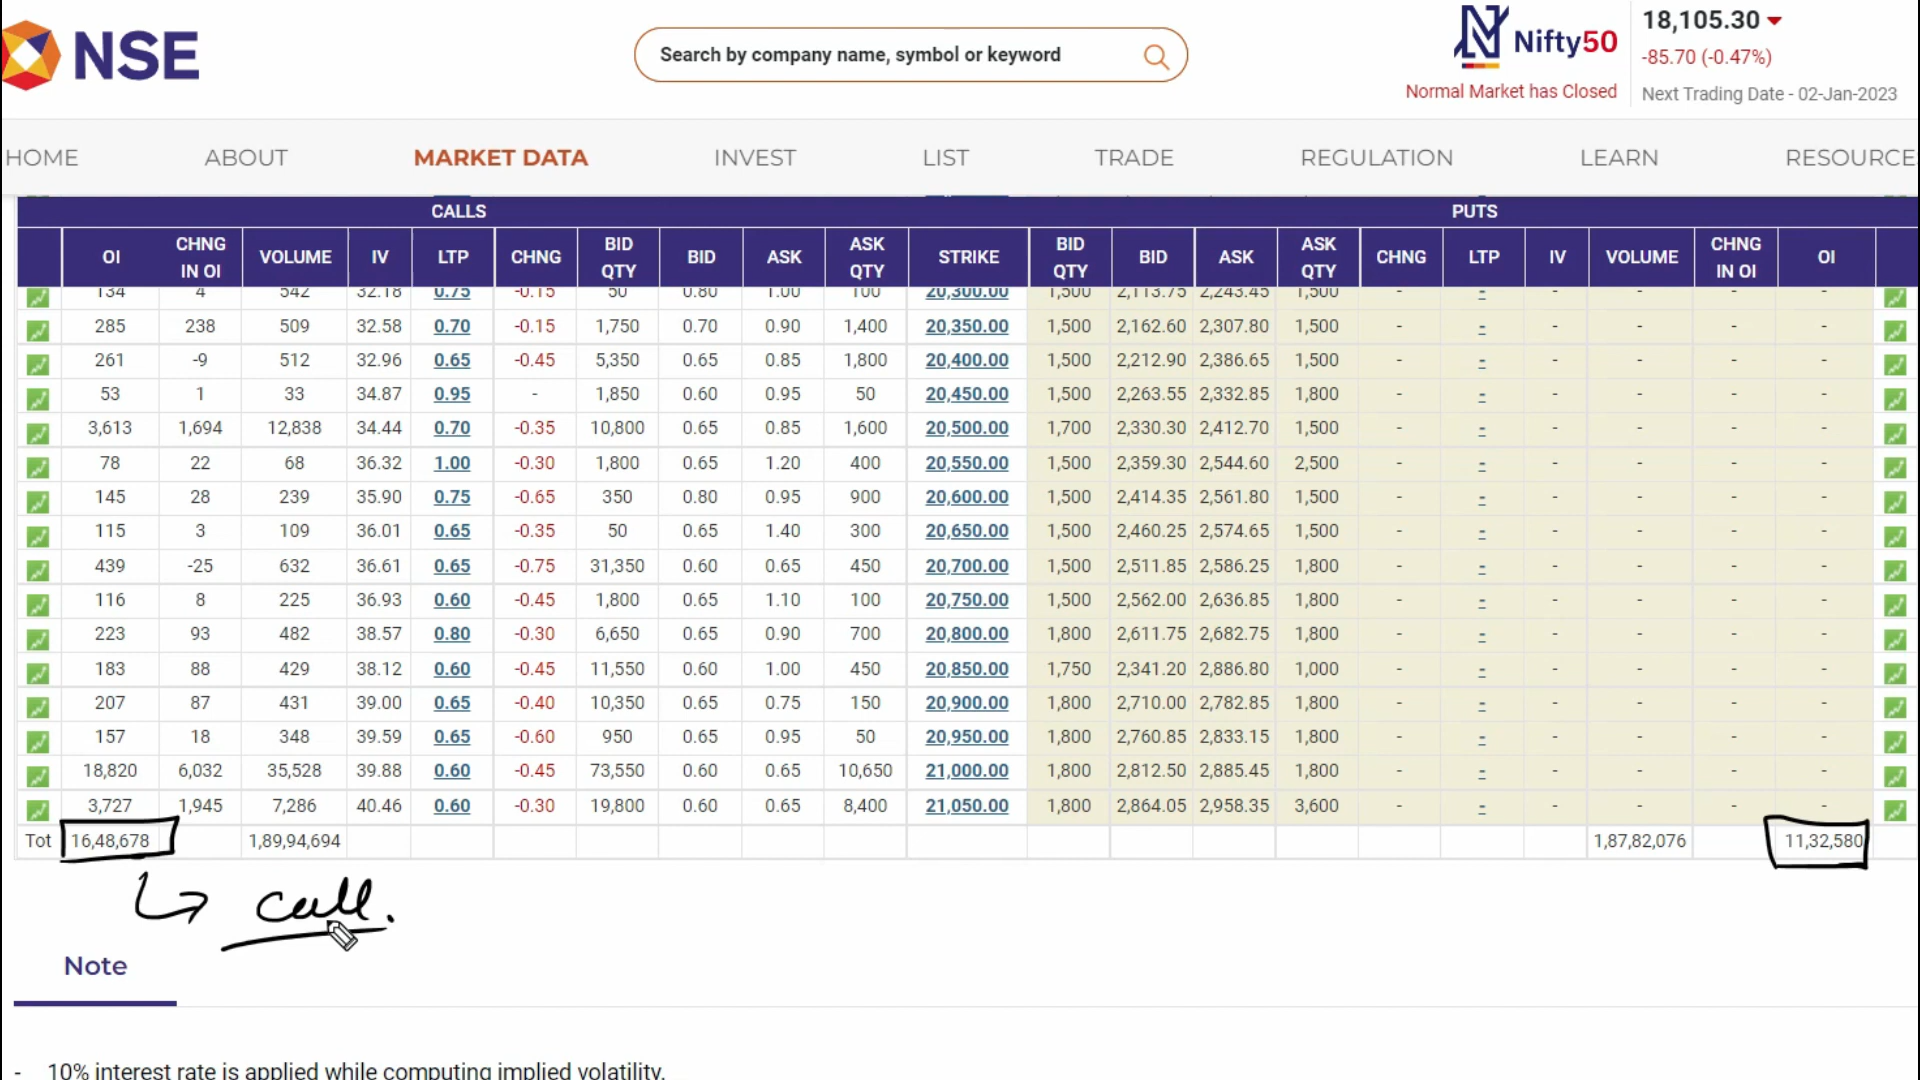 NSE
Search by company name, symbol or keyword
Nifty50
Normal Market has Closed
18,105.30
-85.70 (-0.47%)
Next Trading Date - 02-Jan-2023
HOME ABOUT MARKET DATA INVEST LIST TRADE REGULATION LEARN RESOURCE
CALLS PUTS
OI CHNG IN OI VOLUME IV LTP CHNG BID QTY BID ASK ASK QTY STRIKE BID QTY BID ASK ASK QTY CHNG LTP IV VOLUME CHNG IN OI OI
134 4 542 32.18 0.75 -0.15 50 0.80 1.00 100 20,300.00 1,500 2,113.75 2,243.45 1,500 - - - - - -
285 238 509 32.58 0.70 -0.15 1,750 0.70 0.90 1,400 20,350.00 1,500 2,162.60 2,307.80 1,500 - - - - - -
261 -9 512 32.96 0.65 -0.45 5,350 0.65 0.85 1,800 20,400.00 1,500 2,212.90 2,386.65 1,500 - - - - - -
53 1 33 34.87 0.95 - 1,850 0.60 0.95 50 20,450.00 1,500 2,263.55 2,332.85 1,800 - - - - - -
3,613 1,694 12,838 34.44 0.70 -0.35 10,800 0.65 0.85 1,600 20,500.00 1,700 2,330.30 2,412.70 1,500 - - - - - -
78 22 68 36.32 1.00 -0.30 1,800 0.65 1.20 400 20,550.00 1,500 2,359.30 2,544.60 2,500 - - - - - -
145 28 239 35.90 0.75 -0.65 350 0.80 0.95 900 20,600.00 1,500 2,414.35 2,561.80 1,500 - - - - - -
115 3 109 36.01 0.65 -0.35 50 0.65 1.40 300 20,650.00 1,500 2,460.25 2,574.65 1,500 - - - - - -
439 -25 632 36.61 0.65 -0.75 31,350 0.60 0.65 450 20,700.00 1,500 2,511.85 2,586.25 1,800 - - - - - -
116 8 225 36.93 0.60 -0.45 1,800 0.65 1.10 100 20,750.00 1,500 2,562.00 2,636.85 1,800 - - - - - -
223 93 482 38.57 0.80 -0.30 6,650 0.65 0.90 700 20,800.00 1,800 2,611.75 2,682.75 1,800 - - - - - -
183 88 429 38.12 0.60 -0.45 11,550 0.60 1.00 450 20,850.00 1,750 2,341.20 2,886.80 1,000 - - - - - -
207 87 431 39.00 0.65 -0.40 10,350 0.65 0.75 150 20,900.00 1,800 2,710.00 2,782.85 1,800 - - - - - -
157 18 348 39.59 0.65 -0.60 950 0.65 0.95 50 20,950.00 1,800 2,760.85 2,833.15 1,800 - - - - - -
18,820 6,032 35,528 39.88 0.60 -0.45 73,550 0.60 0.65 10,650 21,000.00 1,800 2,812.50 2,885.45 1,800 - - - - - -
3,727 1,945 7,286 40.46 0.60 -0.30 19,800 0.60 0.65 8,400 21,050.00 1,800 2,864.05 2,958.35 3,600 - - - - - -
Tot 16,48,678 1,89,94,694 1,87,82,076 11,32,580
call.
Note
- 10% interest rate is applied while computing implied volatility.